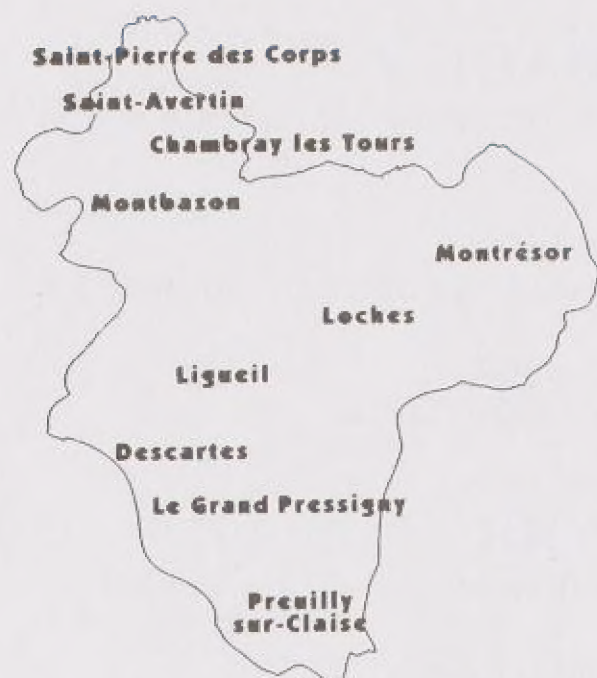 Saint-Pierre des Corps
Saint-Avertin
Chambray les Tours
Montbazon
Montrésor
Loches
Ligueil
Descartes
Le Grand Pressigny
Preuilly
sur-Claise